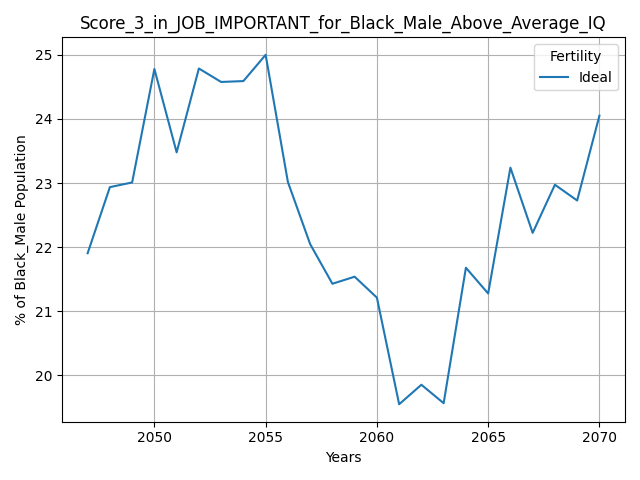 Score_3_in_JOB_IMPORTANT_for_Black_Male_Above_Average_IQ
Fertility
Ideal
% of Black_Male Population
25
24
23
22
21
20
2050 2055 2060 2065 2070
Years